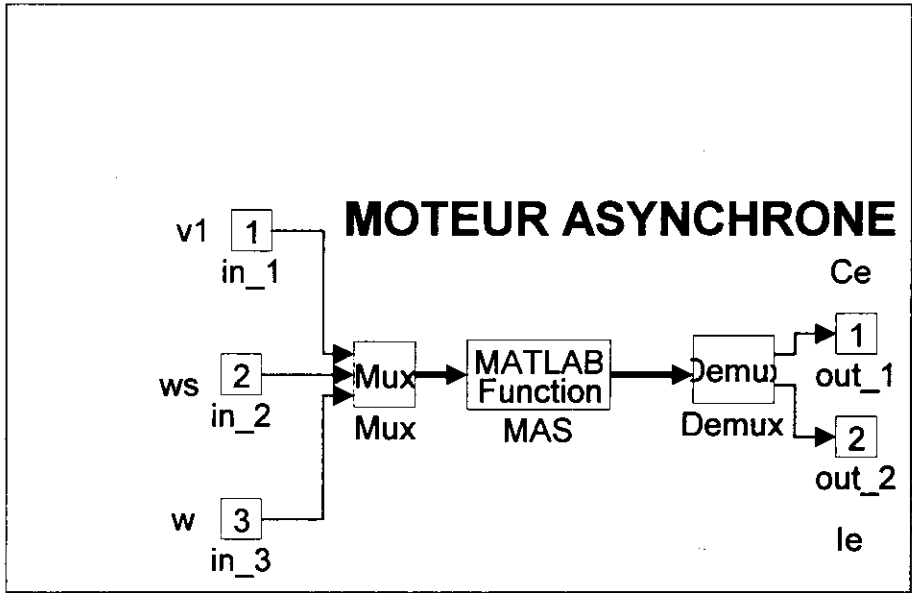 MOTEUR ASYNCHRONE
v1
1
in_1
Ce
1
out_1
ws
2
in_2
Mux
Mux
MATLAB
Function
MAS
Demux
Demux
2
out_2
w
3
in_3
Ie